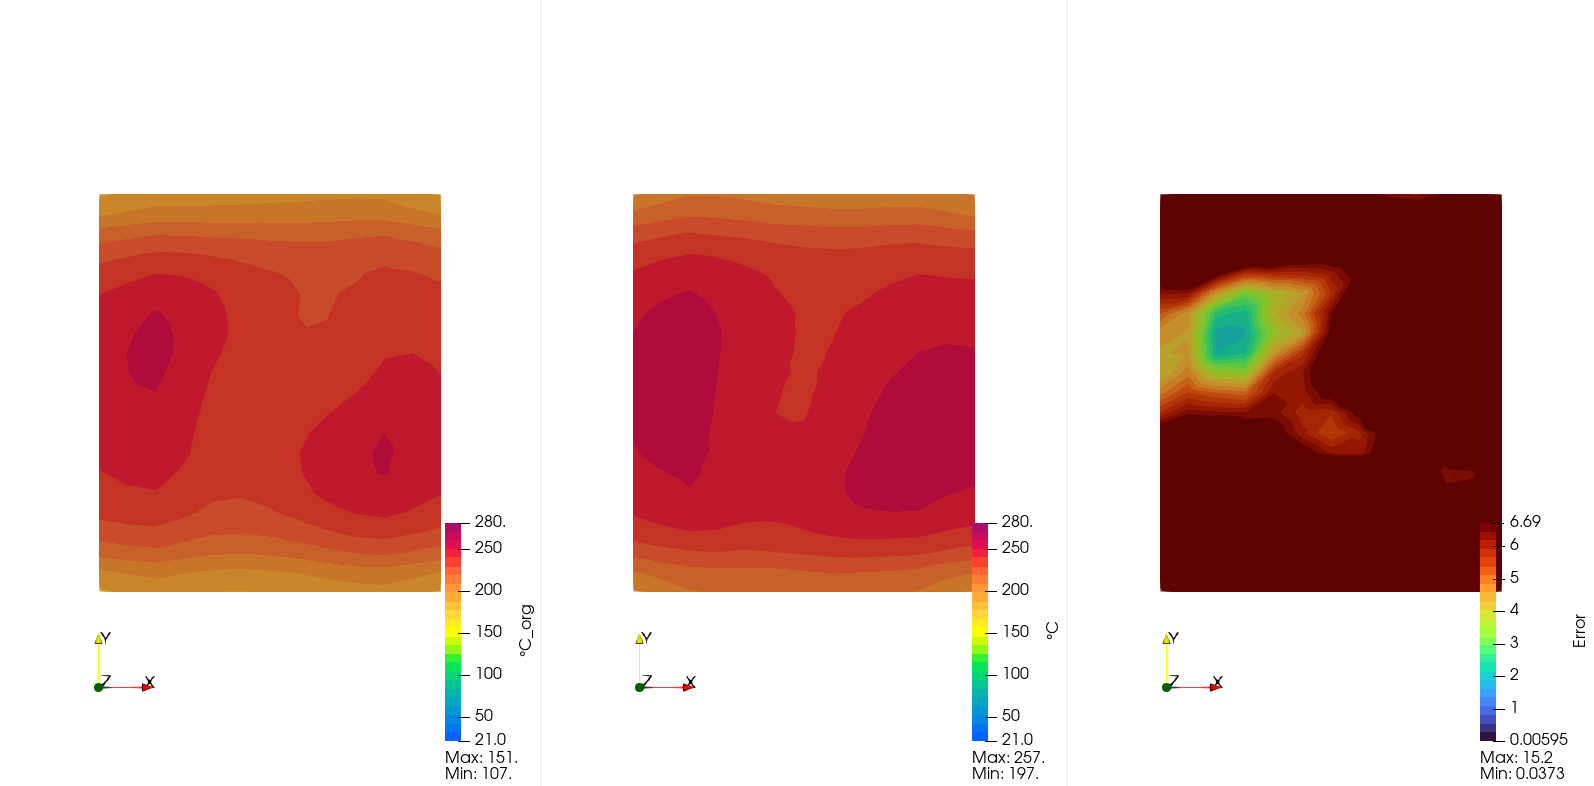 280.
250
200
150
100
50
21.0
°C_org
Max: 151.
Min: 107.
Y
Z
X
280.
250
200
150
100
50
21.0
°C
Max: 257.
Min: 197.
Y
Z
X
6.69
6
5
4
3
2
1
0.00595
Error
Max: 15.2
Min: 0.0373
Y
Z
X